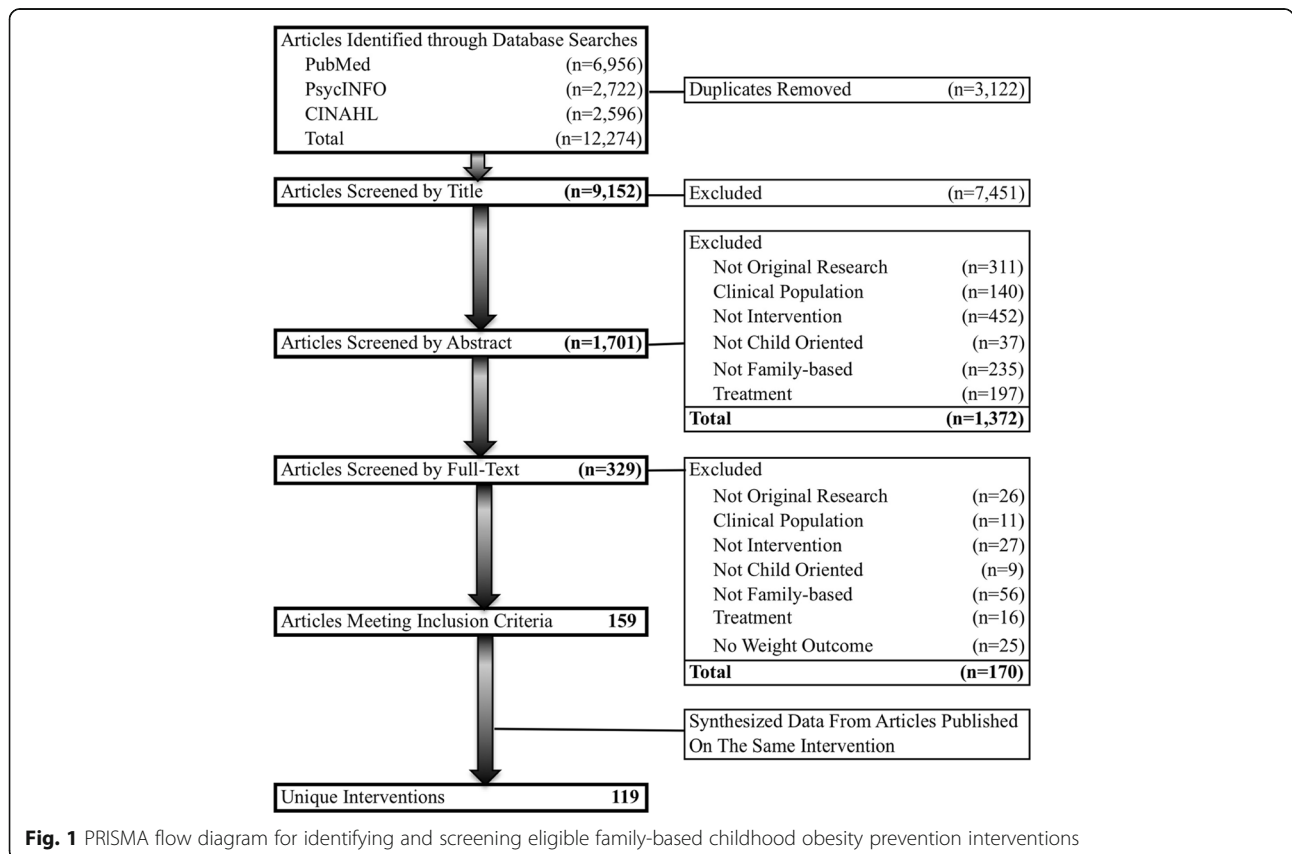 Articles Identified through Database Searches
PubMed (n=6,956)
PsycINFO (n=2,722)
CINAHL (n=2,596)
Total (n=12,274)
Duplicates Removed (n=3,122)
Articles Screened by Title (n=9,152)
Excluded (n=7,451)
Excluded
Not Original Research (n=311)
Clinical Population (n=140)
Not Intervention (n=452)
Not Child Oriented (n=37)
Not Family-based (n=235)
Treatment (n=197)
Total (n=1,372)
Articles Screened by Abstract (n=1,701)
Articles Screened by Full-Text (n=329)
Excluded
Not Original Research (n=26)
Clinical Population (n=11)
Not Intervention (n=27)
Not Child Oriented (n=9)
Not Family-based (n=56)
Treatment (n=16)
No Weight Outcome (n=25)
Total (n=170)
Articles Meeting Inclusion Criteria 159
Synthesized Data From Articles Published
On The Same Intervention
Unique Interventions 119
Fig. 1 PRISMA flow diagram for identifying and screening eligible family-based childhood obesity prevention interventions